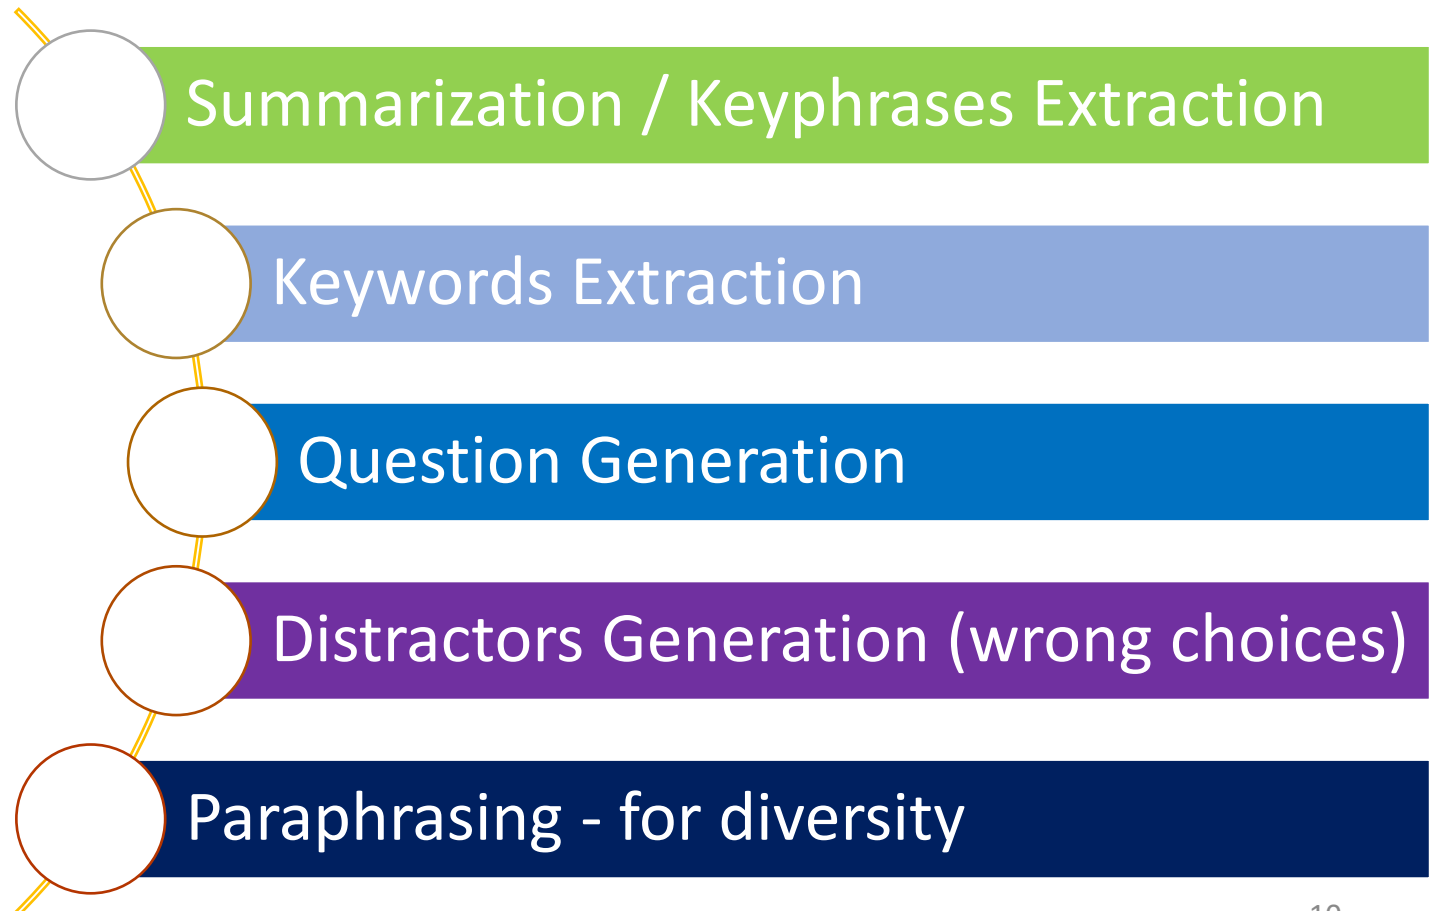 Summarization / Keyphrases Extraction
Keywords Extraction
Question Generation
Distractors Generation (wrong choices)
Paraphrasing - for diversity